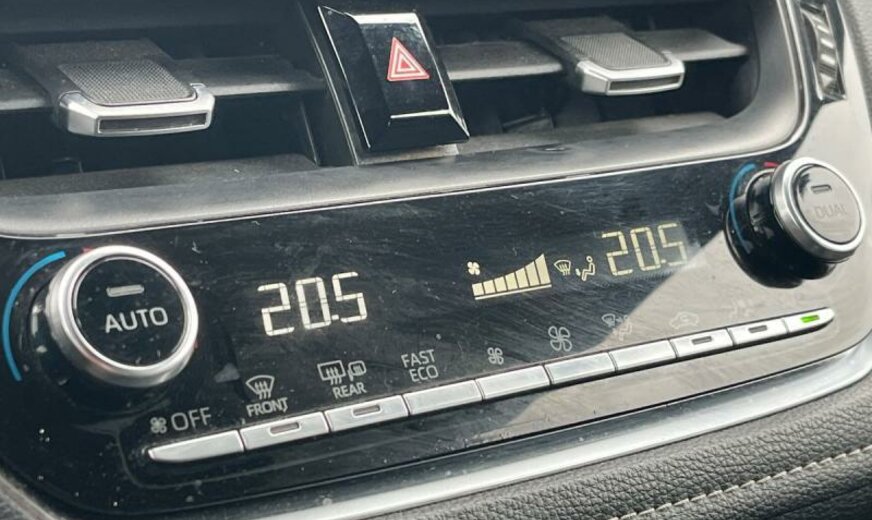 20.5
20.5
DUAL
AUTO
FAST
ECO
REAR
FRONT
OFF